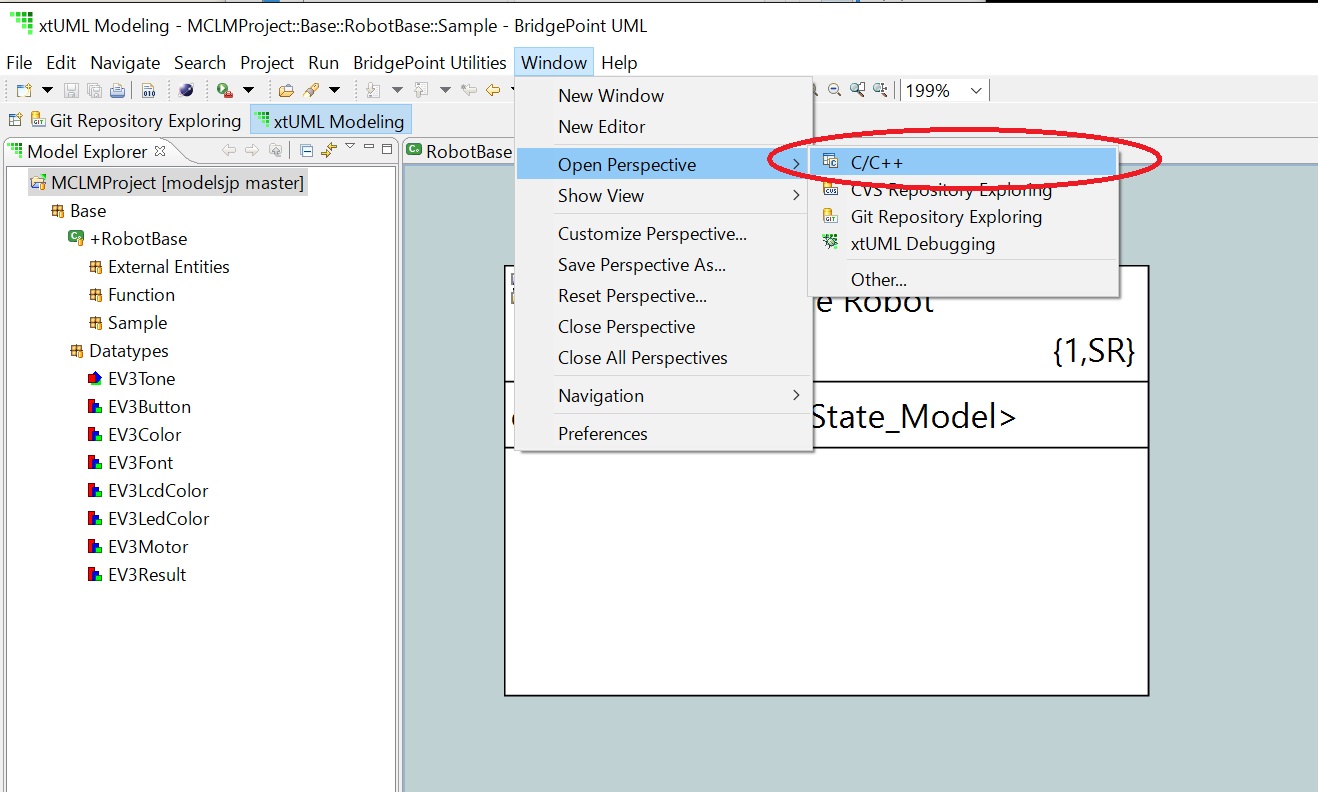 xtUML Modeling - MCLMProject::Base::RobotBase::Sample - BridgePoint UML
File Edit Navigate Search Project Run BridgePoint Utilities Window Help
199%
Git Repository Exploring xtUML Modeling
Model Explorer
RobotBase
MCLMProject [modelsjp master]
Base
+RobotBase
External Entities
Function
Sample
Datatypes
EV3Tone
EV3Button
EV3Color
EV3Font
EV3LcdColor
EV3LedColor
EV3Motor
EV3Result
New Window
New Editor
Open Perspective
Show View
Customize Perspective...
Save Perspective As...
Reset Perspective...
Close Perspective
Close All Perspectives
Navigation
Preferences
C/C++
CVS Repository Exploring
Git Repository Exploring
xtUML Debugging
Other...
e Robot
{1,SR}
State_Model>